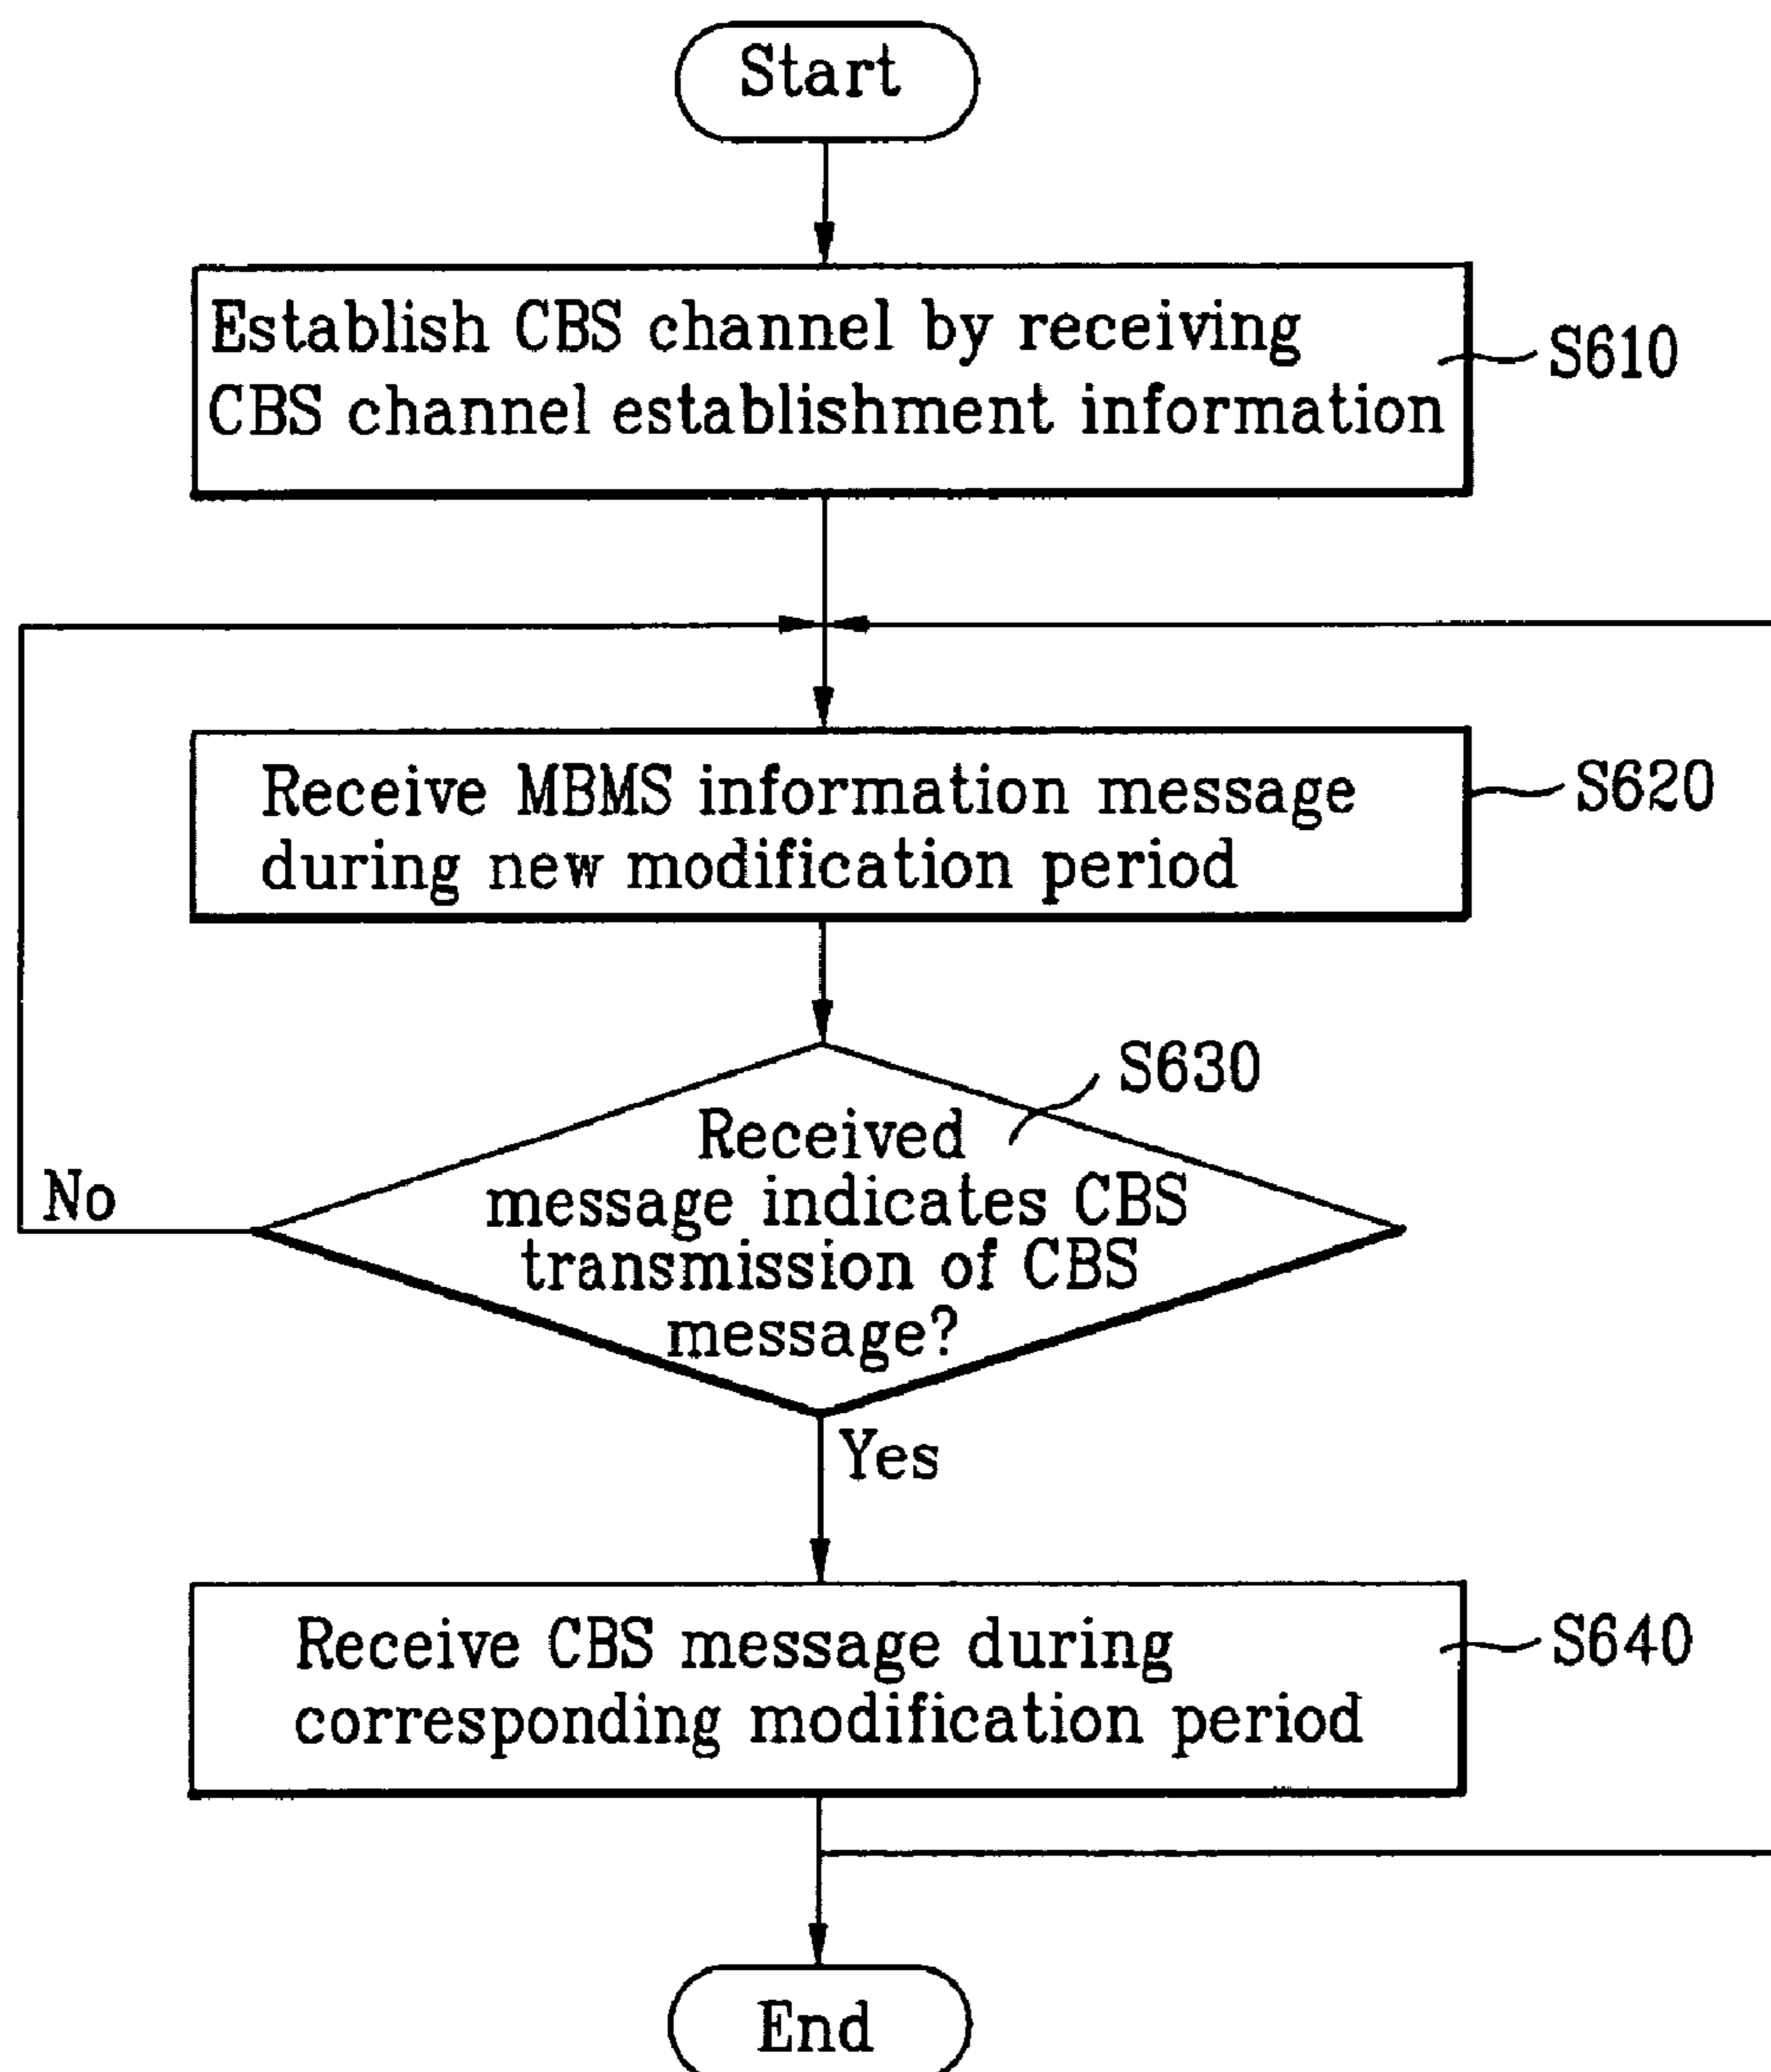 Start
Establish CBS channel by receiving
CBS channel establishment information
S610
Receive MBMS information message
during new modification period
S620
S630
Received
message indicates CBS
transmission of CBS
message?
No
Yes
Receive CBS message during
corresponding modification period
S640
End